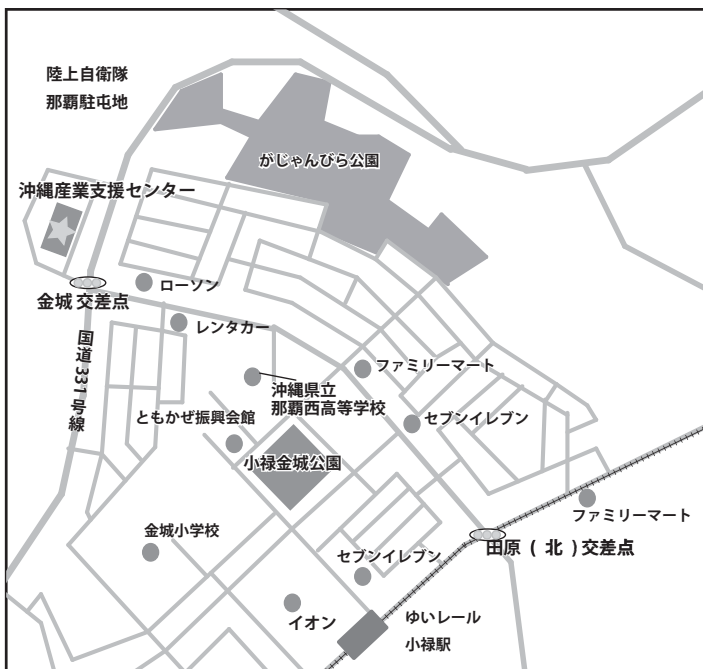 陸上自衛隊
那覇駐屯地
がじゃんびら公園
沖縄産業支援センター
ローソン
金城 交差点
レンタカー
国道331号線
ファミリーマート
沖縄県立
那覇西高等学校
ともかぜ振興会館
セブンイレブン
小禄金城公園
ファミリーマート
金城小学校
田原 ( 北 ) 交差点
セブンイレブン
イオン
ゆいレール
小禄駅